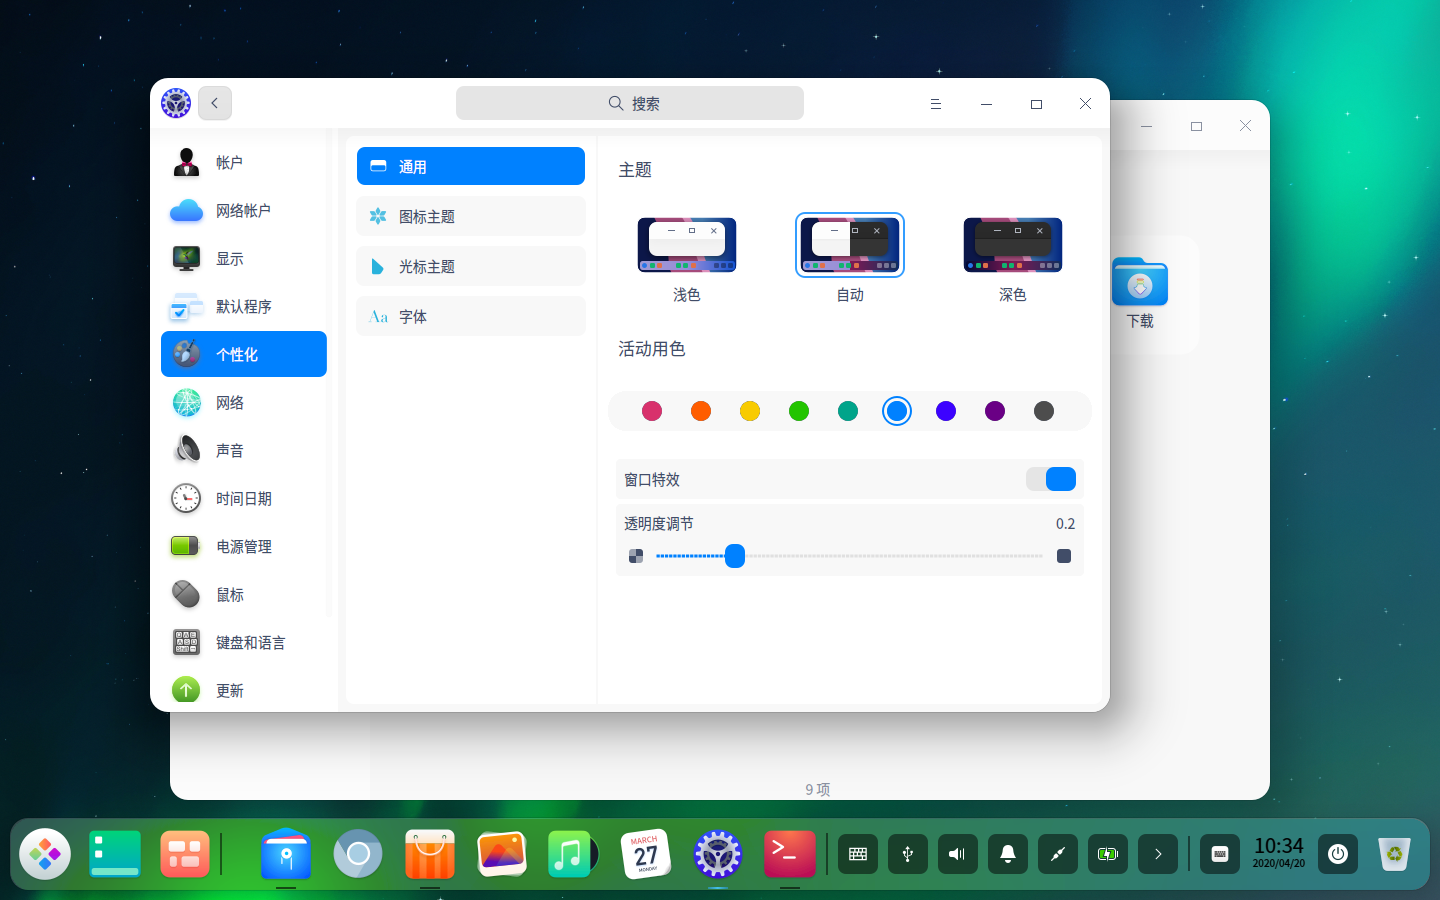 搜索
帐户
网络帐户
显示
默认程序
个性化
网络
声音
时间日期
电源管理
鼠标
键盘和语言
更新
通用
图标主题
光标主题
Aa 字体
主题
浅色 自动 深色
活动用色
窗口特效
透明度调节 0.2
下载
9 项
MARCH
27
MONDAY
10:34
2020/04/20